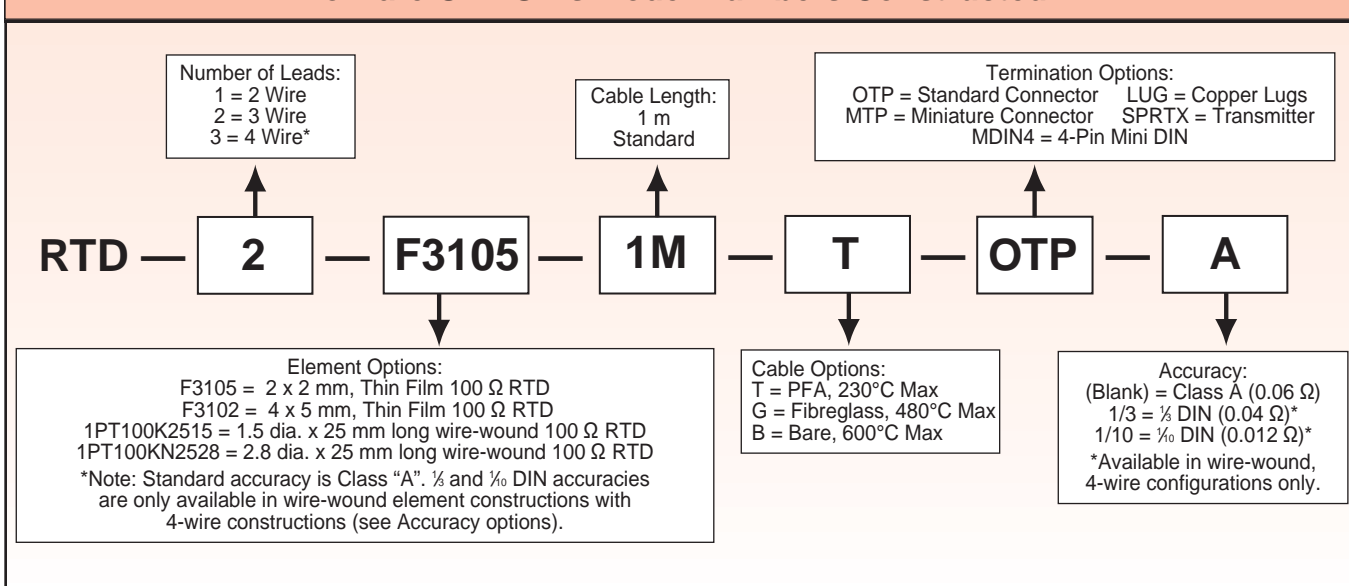 Number of Leads:
1 = 2 Wire
2 = 3 Wire
3 = 4 Wire*
Cable Length:
1 m
Standard
Termination Options:
OTP = Standard Connector LUG = Copper Lugs
MTP = Miniature Connector SPRTX = Transmitter
MDIN4 = 4-Pin Mini DIN
RTD — 2 — F3105 — 1M — T — OTP — A
Element Options:
F3105 = 2 x 2 mm, Thin Film 100 Ω RTD
F3102 = 4 x 5 mm, Thin Film 100 Ω RTD
1PT100K2515 = 1.5 dia. x 25 mm long wire-wound 100 Ω RTD
1PT100KN2528 = 2.8 dia. x 25 mm long wire-wound 100 Ω RTD
*Note: Standard accuracy is Class “A”. ⅓ and ⅒ DIN accuracies
are only available in wire-wound element constructions with
4-wire constructions (see Accuracy options).
Cable Options:
T = PFA, 230°C Max
G = Fibreglass, 480°C Max
B = Bare, 600°C Max
Accuracy:
(Blank) = Class A (0.06 Ω)
1/3 = ⅓ DIN (0.04 Ω)*
1/10 = ⅒ DIN (0.012 Ω)*
*Available in wire-wound,
4-wire configurations only.